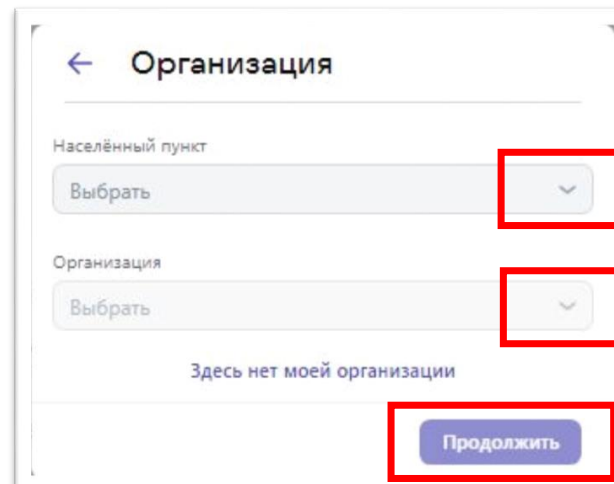 Организация
Населённый пункт
Выбрать
Организация
Выбрать
Здесь нет моей организации
Продолжить